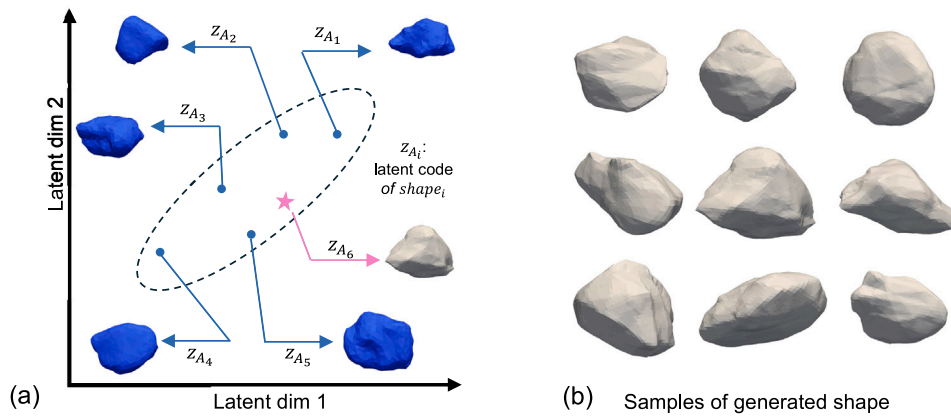 z_{A_2}
z_{A_1}
z_{A_3}
z_{A_i}:
latent code
of shape_i
z_{A_6}
z_{A_4}
z_{A_5}
Latent dim 2
Latent dim 1
(a)
(b)
Samples of generated shape